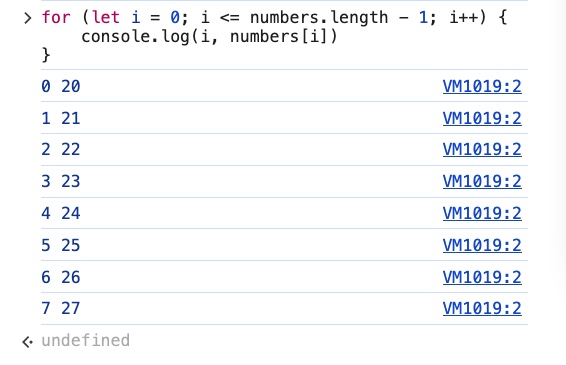 for (let i = 0; i <= numbers.length - 1; i++) {
    console.log(i, numbers[i])
}
0 20 VM1019:2
1 21 VM1019:2
2 22 VM1019:2
3 23 VM1019:2
4 24 VM1019:2
5 25 VM1019:2
6 26 VM1019:2
7 27 VM1019:2
undefined